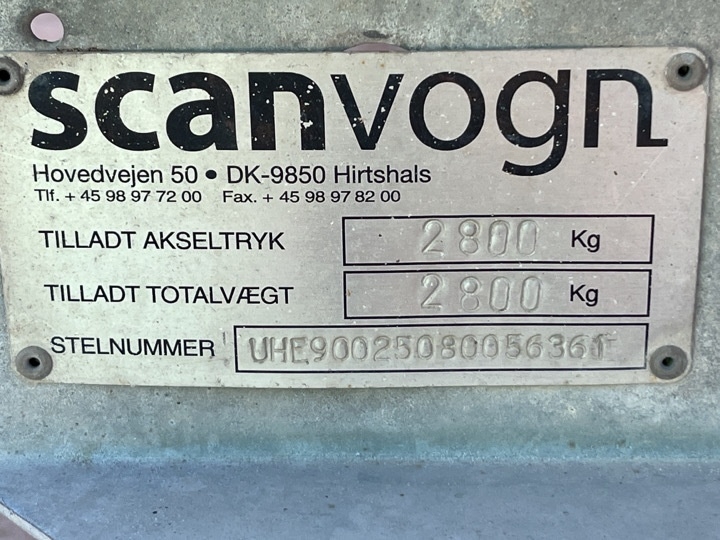 scanvogn
Hovedvejen 50 • DK-9850 Hirtshals
Tlf. + 45 98 97 72 00 Fax. + 45 98 97 82 00
TILLADT AKSELTRYK 2800 Kg
TILLADT TOTALVÆGT 2800 Kg
STELNUMMER UHE90025080056361